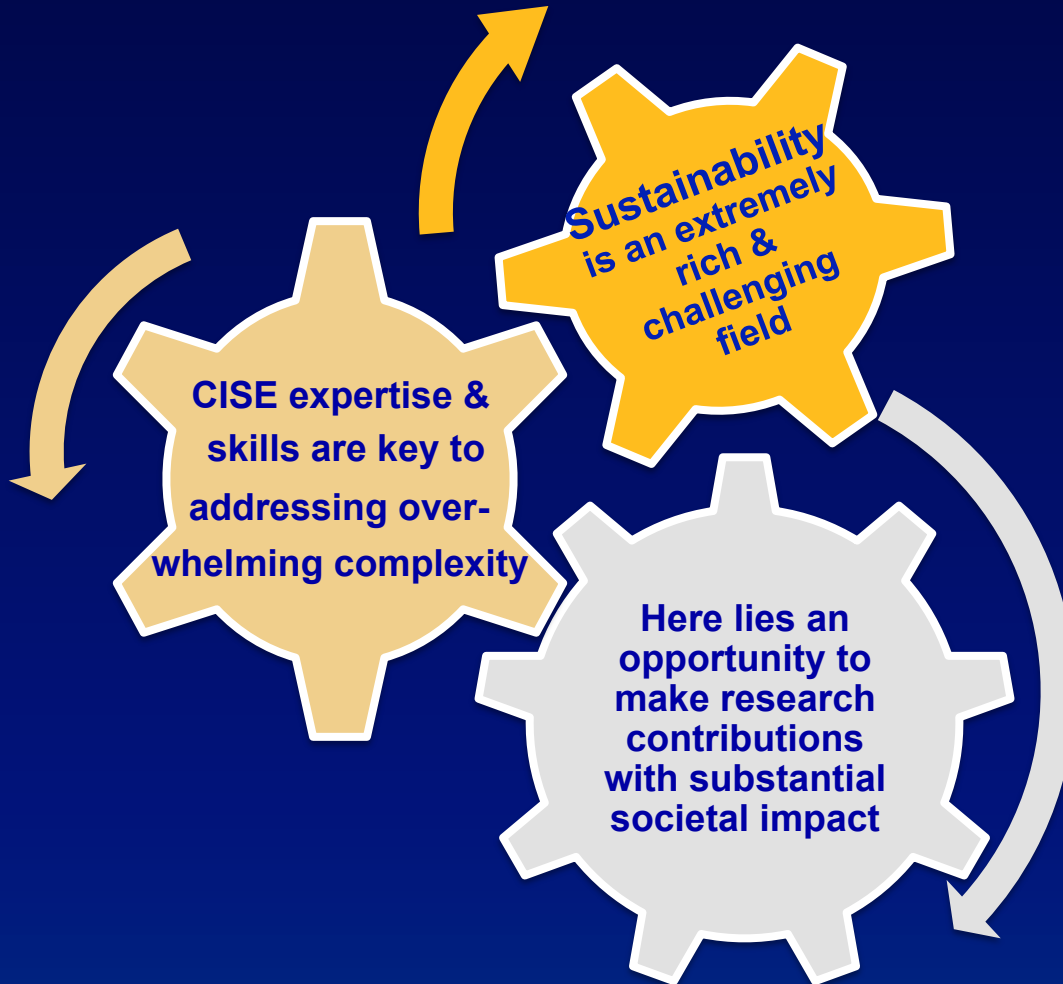 Sustainability
is an extremely
rich &
challenging
field
CISE expertise &
skills are key to
addressing over-
whelming complexity
Here lies an
opportunity to
make research
contributions
with substantial
societal impact